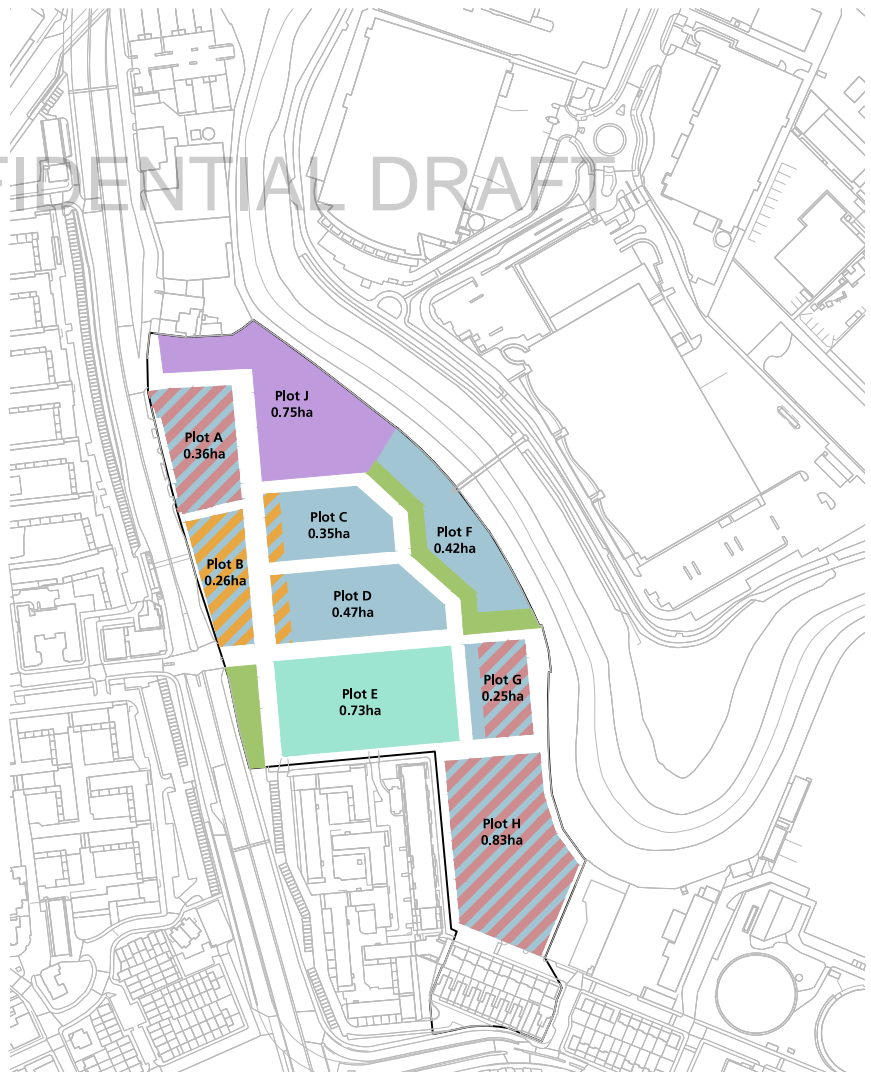 FIDENTIAL DRAFT
Plot J
0.75ha
Plot A
0.36ha
Plot C
0.35ha
Plot F
0.42ha
Plot B
0.26ha
Plot D
0.47ha
Plot G
0.25ha
Plot E
0.73ha
Plot H
0.83ha